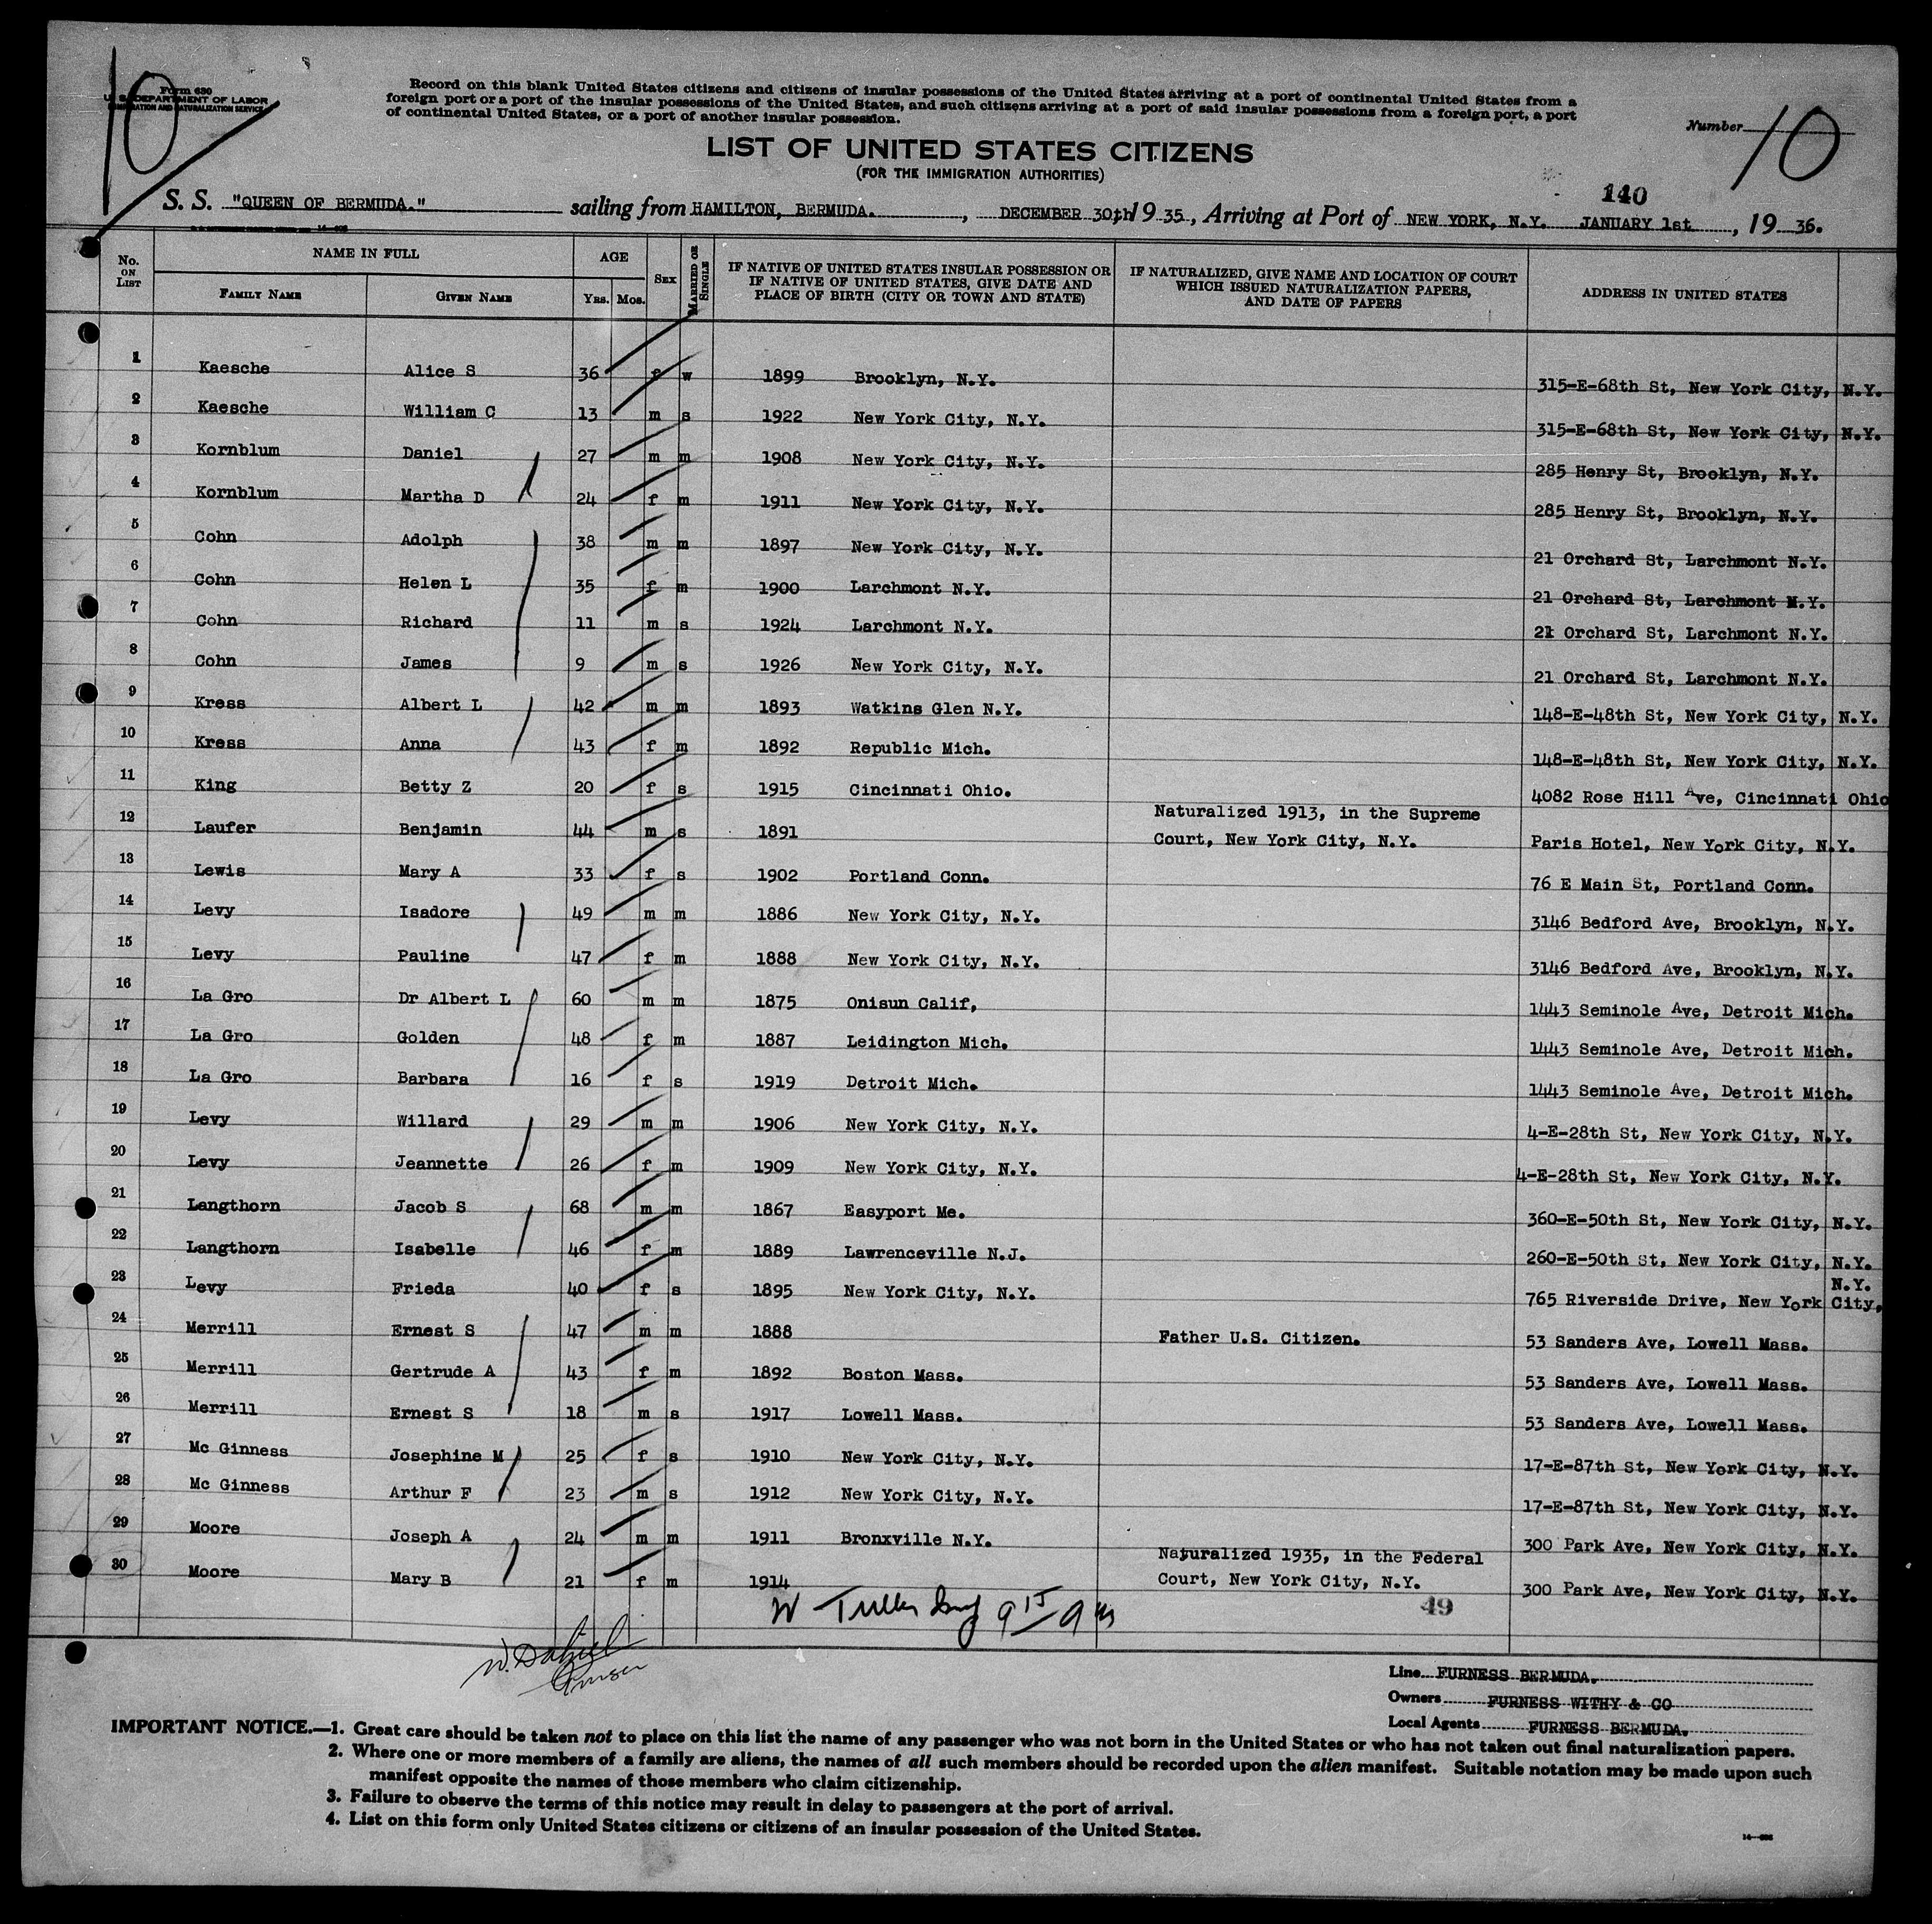 10
Form 630
U. S. DEPARTMENT OF LABOR
IMMIGRATION AND NATURALIZATION SERVICE
Record on this blank United States citizens and citizens of insular possessions of the United States arriving at a port of continental United States from a
foreign port or a port of the insular possessions of the United States, and such citizens arriving at a port of said insular possessions from a foreign port, a port
of continental United States, or a port of another insular possession.
Number 10
LIST OF UNITED STATES CITIZENS
(FOR THE IMMIGRATION AUTHORITIES)
140
S. S. "QUEEN OF BERMUDA." sailing from HAMILTON, BERMUDA. , DECEMBER 30th 19 35, Arriving at Port of NEW YORK, N.Y. JANUARY 1st , 19 36.
No. ON LIST NAME IN FULL AGE SEX MARRIED OR SINGLE IF NATIVE OF UNITED STATES INSULAR POSSESSION OR IF NATIVE OF UNITED STATES, GIVE DATE AND PLACE OF BIRTH (CITY OR TOWN AND STATE) IF NATURALIZED, GIVE NAME AND LOCATION OF COURT WHICH ISSUED NATURALIZATION PAPERS, AND DATE OF PAPERS ADDRESS IN UNITED STATES
FAMILY NAME GIVEN NAME YRS. MOS.
1 Kaesche Alice S 36 f w 1899 Brooklyn, N.Y. 315-E-68th St, New York City, N.Y.
2 Kaesche William C 13 m s 1922 New York City, N.Y. 315-E-68th St, New York City, N.Y.
3 Kornblum Daniel 27 m m 1908 New York City, N.Y. 285 Henry St, Brooklyn, N.Y.
4 Kornblum Martha D 24 f m 1911 New York City, N.Y. 285 Henry St, Brooklyn, N.Y.
5 Cohn Adolph 38 m m 1897 New York City, N.Y. 21 Orchard St, Larchmont N.Y.
6 Cohn Helen L 35 f m 1900 Larchmont N.Y. 21 Orchard St, Larchmont N.Y.
7 Cohn Richard 11 m s 1924 Larchmont N.Y. 21 Orchard St, Larchmont N.Y.
8 Cohn James 9 m s 1926 New York City, N.Y. 21 Orchard St, Larchmont N.Y.
9 Kress Albert L 42 m m 1893 Watkins Glen N.Y. 148-E-48th St, New York City, N.Y.
10 Kress Anna 43 f m 1892 Republic Mich. 148-E-48th St, New York City, N.Y.
11 King Betty Z 20 f s 1915 Cincinnati Ohio. 4082 Rose Hill Ave, Cincinnati Ohio
12 Laufer Benjamin 44 m s 1891 Naturalized 1913, in the Supreme Court, New York City, N.Y. Paris Hotel, New York City, N.Y.
13 Lewis Mary A 33 f s 1902 Portland Conn. 76 E Main St, Portland Conn.
14 Levy Isadore 49 m m 1886 New York City, N.Y. 3146 Bedford Ave, Brooklyn, N.Y.
15 Levy Pauline 47 f m 1888 New York City, N.Y. 3146 Bedford Ave, Brooklyn, N.Y.
16 La Gro Dr Albert L 60 m m 1875 Onisun Calif, 1443 Seminole Ave, Detroit Mich.
17 La Gro Golden 48 f m 1887 Leidington Mich. 1443 Seminole Ave, Detroit Mich.
18 La Gro Barbara 16 f s 1919 Detroit Mich. 1443 Seminole Ave, Detroit Mich.
19 Levy Willard 29 m m 1906 New York City, N.Y. 4-E-28th St, New York City, N.Y.
20 Levy Jeannette 26 f m 1909 New York City, N.Y. 4-E-28th St, New York City, N.Y.
21 Langthorn Jacob S 68 m m 1867 Easyport Me. 360-E-50th St, New York City, N.Y.
22 Langthorn Isabelle 46 f m 1889 Lawrenceville N.J. 260-E-50th St, New York City, N.Y.
23 Levy Frieda 40 f s 1895 New York City, N.Y. 765 Riverside Drive, New York City, N.Y.
24 Merrill Ernest S 47 m m 1888 Father U.S. Citizen. 53 Sanders Ave, Lowell Mass.
25 Merrill Gertrude A 43 f m 1892 Boston Mass. 53 Sanders Ave, Lowell Mass.
26 Merrill Ernest S 18 m s 1917 Lowell Mass. 53 Sanders Ave, Lowell Mass.
27 Mc Ginness Josephine M 25 f s 1910 New York City, N.Y. 17-E-87th St, New York City, N.Y.
28 Mc Ginness Arthur F 23 m s 1912 New York City, N.Y. 17-E-87th St, New York City, N.Y.
29 Moore Joseph A 24 m m 1911 Bronxville N.Y. 300 Park Ave, New York City, N.Y.
30 Moore Mary B 21 f m 1914 Naturalized 1935, in the Federal Court, New York City, N.Y. 300 Park Ave, New York City, N.Y.
49
Purser
Line FURNESS BERMUDA.
Owners FURNESS WITHY & CO
Local Agents FURNESS BERMUDA.
IMPORTANT NOTICE.—1. Great care should be taken not to place on this list the name of any passenger who was not born in the United States or who has not taken out final naturalization papers.
2. Where one or more members of a family are aliens, the names of all such members should be recorded upon the alien manifest. Suitable notation may be made upon such
manifest opposite the names of those members who claim citizenship.
3. Failure to observe the terms of this notice may result in delay to passengers at the port of arrival.
4. List on this form only United States citizens or citizens of an insular possession of the United States.